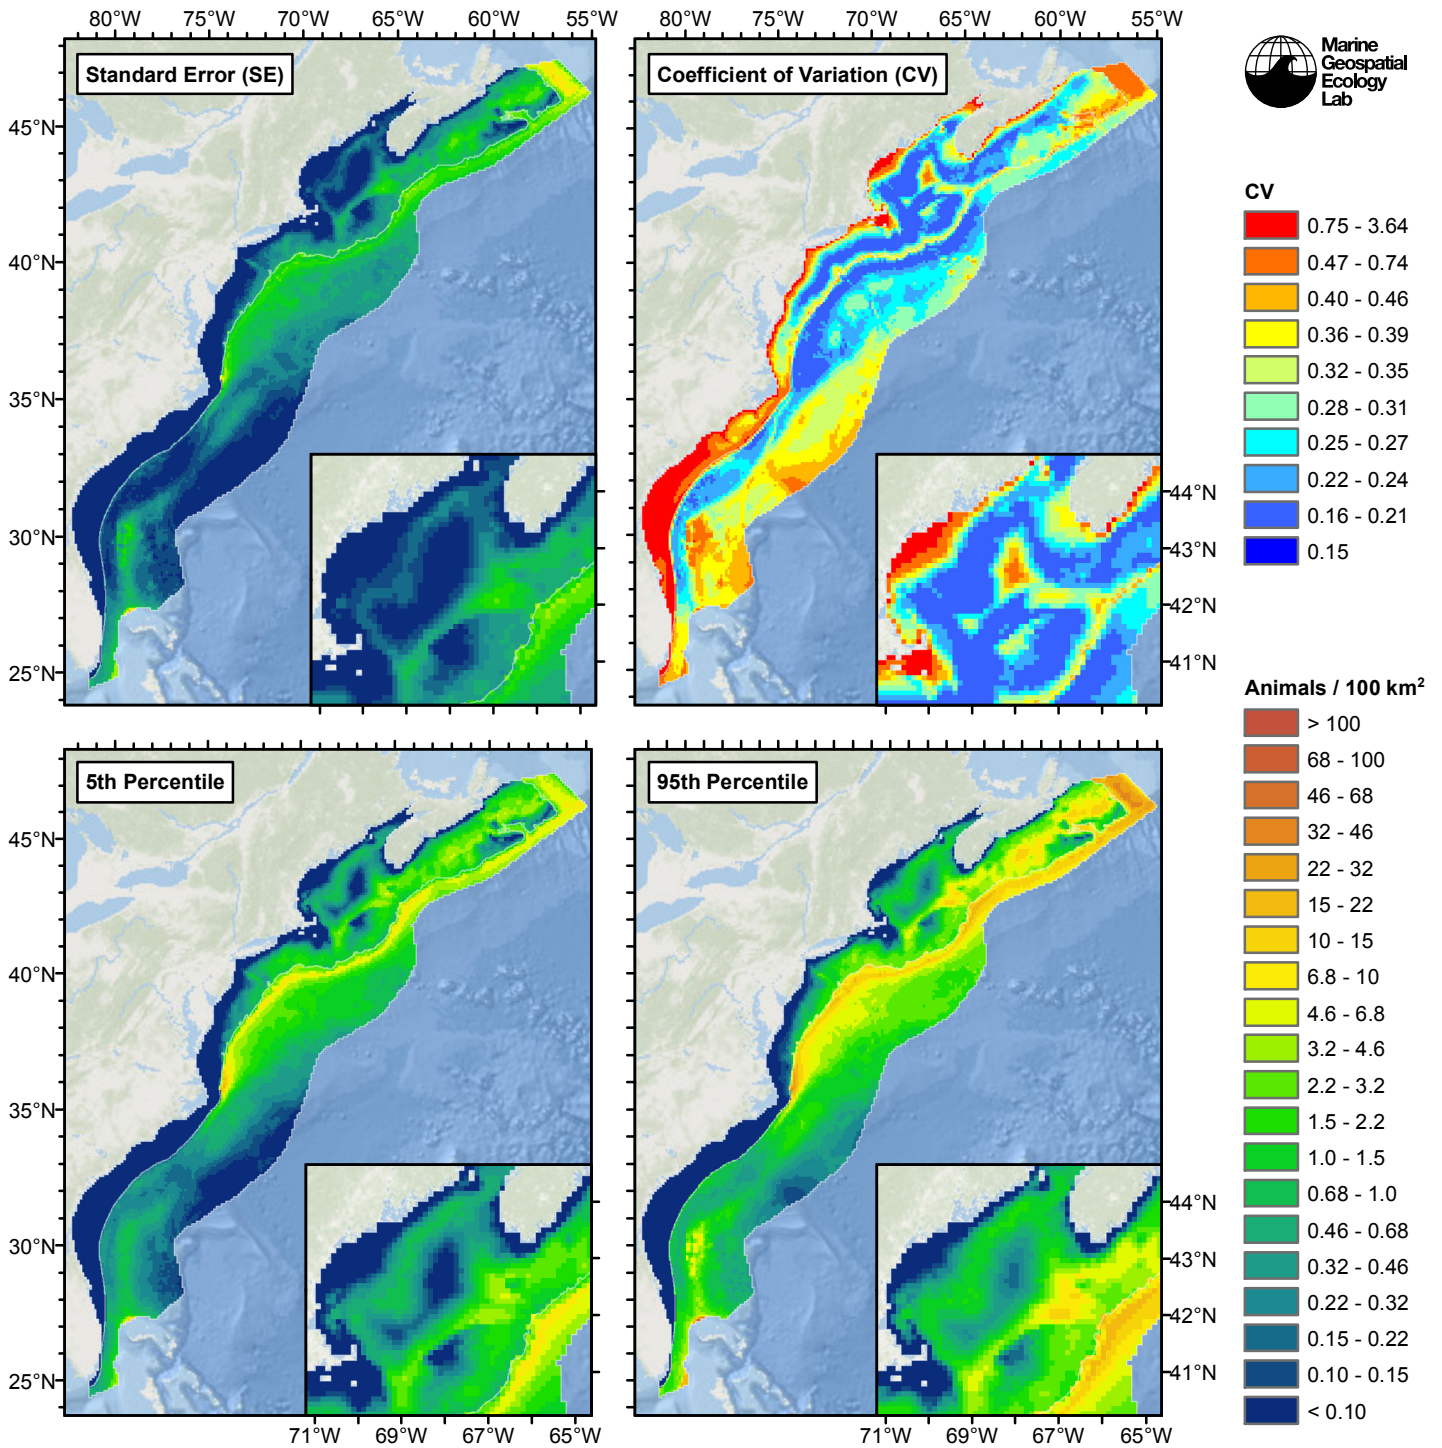 80°W 75°W 70°W 65°W 60°W 55°W
80°W 75°W 70°W 65°W 60°W 55°W
Standard Error (SE)
Coefficient of Variation (CV)
Marine
Geospatial
Ecology
Lab
45°N
40°N
35°N
30°N
25°N
44°N
43°N
42°N
41°N
CV
0.75 - 3.64
0.47 - 0.74
0.40 - 0.46
0.36 - 0.39
0.32 - 0.35
0.28 - 0.31
0.25 - 0.27
0.22 - 0.24
0.16 - 0.21
0.15
5th Percentile
95th Percentile
45°N
40°N
35°N
30°N
25°N
44°N
43°N
42°N
41°N
71°W 69°W 67°W 65°W
71°W 69°W 67°W 65°W
Animals / 100 km²
> 100
68 - 100
46 - 68
32 - 46
22 - 32
15 - 22
10 - 15
6.8 - 10
4.6 - 6.8
3.2 - 4.6
2.2 - 3.2
1.5 - 2.2
1.0 - 1.5
0.68 - 1.0
0.46 - 0.68
0.32 - 0.46
0.22 - 0.32
0.15 - 0.22
0.10 - 0.15
< 0.10